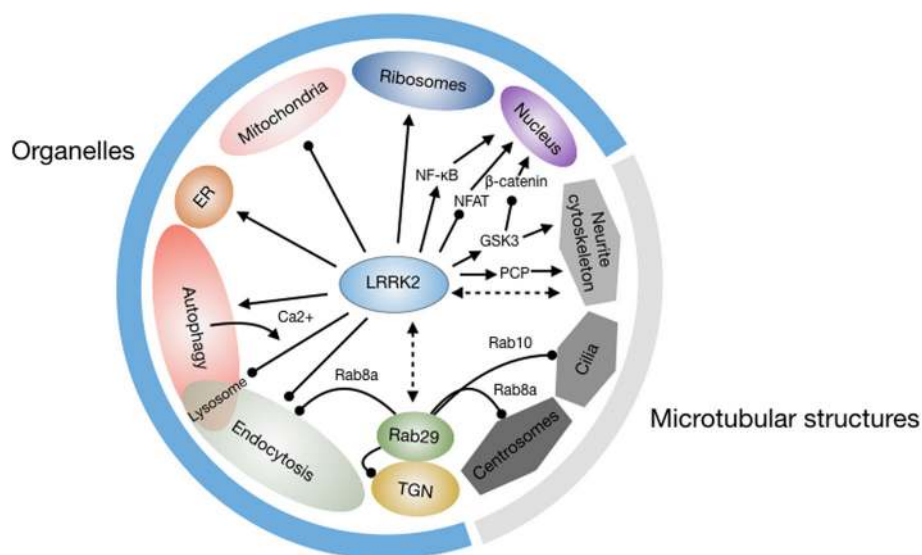 Organelles
Mitochondria
Ribosomes
Nucleus
ER
NF-κB
NFAT
β-catenin
GSK3
PCP
Neurite
cytoskeleton
LRRK2
Autophagy
Ca2+
Lysosome
Endocytosis
Rab8a
Rab10
Rab8a
Cilia
Rab29
TGN
Centrosomes
Microtubular structures